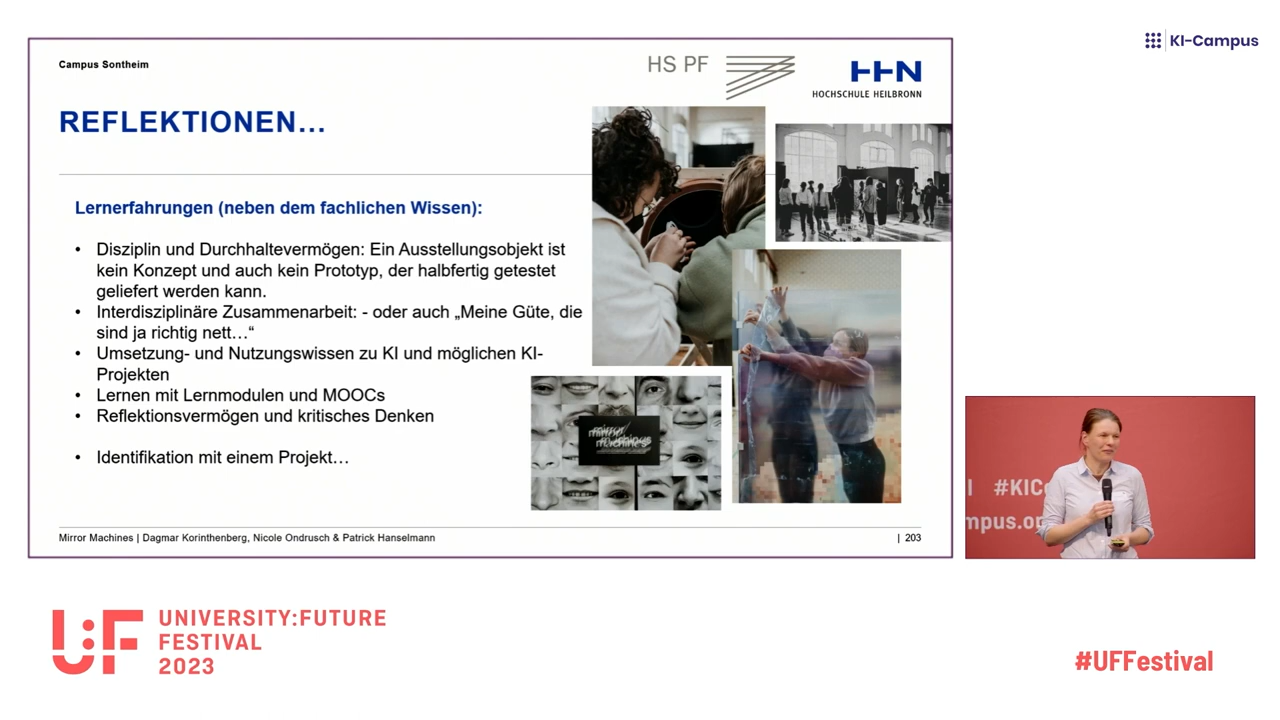 KI-Campus
Campus Sontheim
HS PF
HHN
HOCHSCHULE HEILBRONN
REFLEKTIONEN…
Lernerfahrungen (neben dem fachlichen Wissen):
• Disziplin und Durchhaltevermögen: Ein Ausstellungsobjekt ist
kein Konzept und auch kein Prototyp, der halbfertig getestet
geliefert werden kann.
• Interdisziplinäre Zusammenarbeit: - oder auch „Meine Güte, die
sind ja richtig nett…“
• Umsetzung- und Nutzungswissen zu KI und möglichen KI-
Projekten
• Lernen mit Lernmodulen und MOOCs
• Reflektionsvermögen und kritisches Denken
• Identifikation mit einem Projekt…
mirror
machines
Mirror Machines | Dagmar Korinthenberg, Nicole Ondrusch & Patrick Hanselmann
| 203
#KIC
mpus.o
U:F
UNIVERSITY:FUTURE
FESTIVAL
2023
#UFFestival